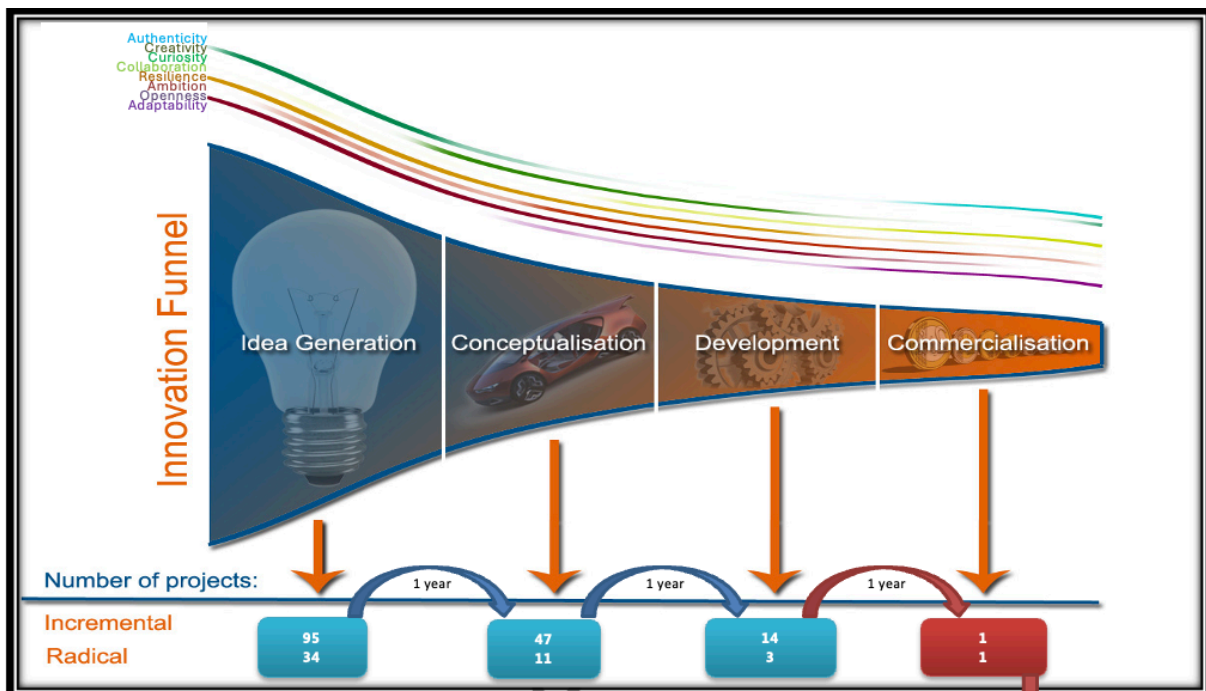 Authenticity
Creativity
Curiosity
Collaboration
Resilience
Ambition
Openness
Adaptability
Innovation Funnel
Idea Generation
Conceptualisation
Development
Commercialisation
Number of projects:
1 year
1 year
1 year
Incremental
95
47
14
1
Radical
34
11
3
1